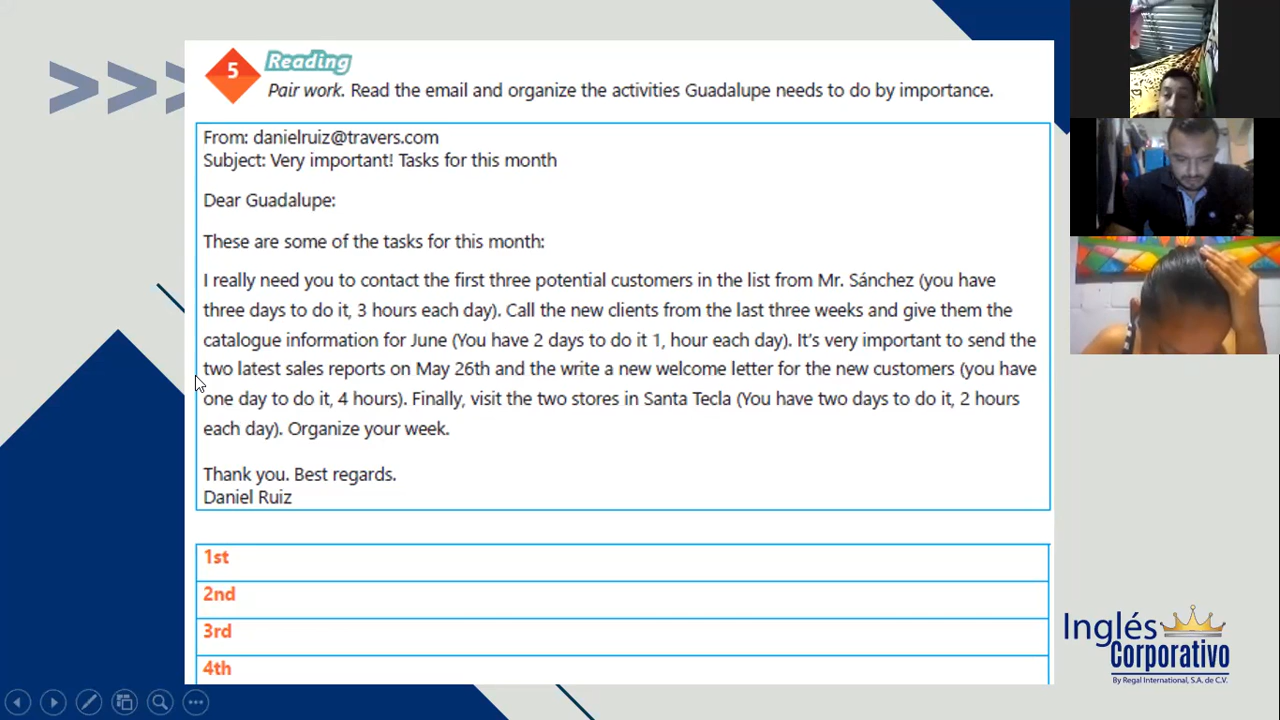 5
Reading
Pair work. Read the email and organize the activities Guadalupe needs to do by importance.
From: danielruiz@travers.com
Subject: Very important! Tasks for this month
Dear Guadalupe:
These are some of the tasks for this month:
I really need you to contact the first three potential customers in the list from Mr. Sánchez (you have
three days to do it, 3 hours each day). Call the new clients from the last three weeks and give them the
catalogue information for June (You have 2 days to do it 1, hour each day). It's very important to send the
two latest sales reports on May 26th and the write a new welcome letter for the new customers (you have
one day to do it, 4 hours). Finally, visit the two stores in Santa Tecla (You have two days to do it, 2 hours
each day). Organize your week.
Thank you. Best regards.
Daniel Ruiz
1st
2nd
3rd
4th
Inglés
Corporativo
By Regal International, S.A. de C.V.